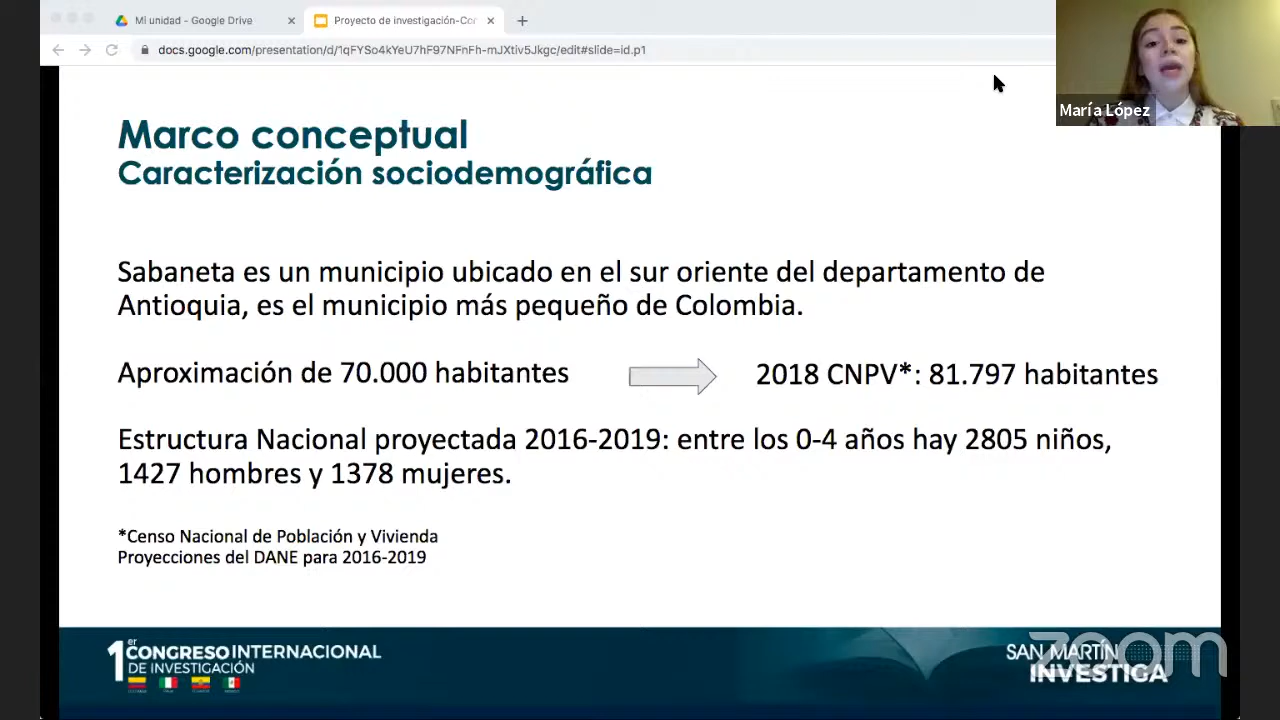 Mi unidad - Google Drive
Proyecto de investigación-Cor
docs.google.com/presentation/d/1qFYSo4kYeU7hF97NFnFh-mJXtiv5Jkgc/edit#slide=id.p1
María López
Marco conceptual
Caracterización sociodemográfica
Sabaneta es un municipio ubicado en el sur oriente del departamento de
Antioquia, es el municipio más pequeño de Colombia.
Aproximación de 70.000 habitantes
2018 CNPV*: 81.797 habitantes
Estructura Nacional proyectada 2016-2019: entre los 0-4 años hay 2805 niños,
1427 hombres y 1378 mujeres.
*Censo Nacional de Población y Vivienda
Proyecciones del DANE para 2016-2019
1er CONGRESO INTERNACIONAL
DE INVESTIGACIÓN
SAN MARTÍN
INVESTIGA
zoom